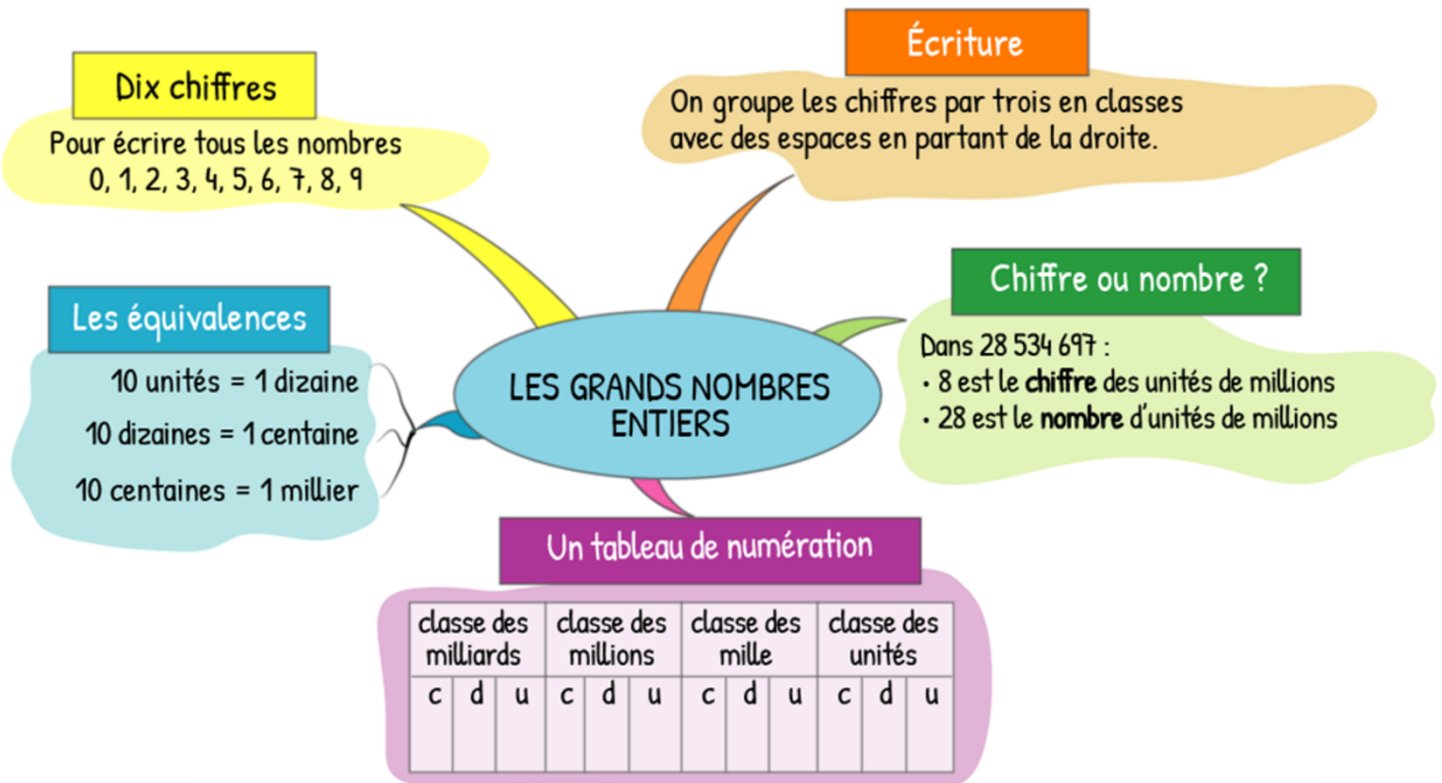 Dix chiffres
Pour écrire tous les nombres
0, 1, 2, 3, 4, 5, 6, 7, 8, 9
Écriture
On groupe les chiffres par trois en classes
avec des espaces en partant de la droite.
Les équivalences
10 unités = 1 dizaine
10 dizaines = 1 centaine
10 centaines = 1 millier
LES GRANDS NOMBRES
ENTIERS
Chiffre ou nombre ?
Dans 28 534 697 :
• 8 est le chiffre des unités de millions
• 28 est le nombre d'unités de millions
Un tableau de numération
classe des milliards classe des millions classe des mille classe des unités
c d u c d u c d u c d u